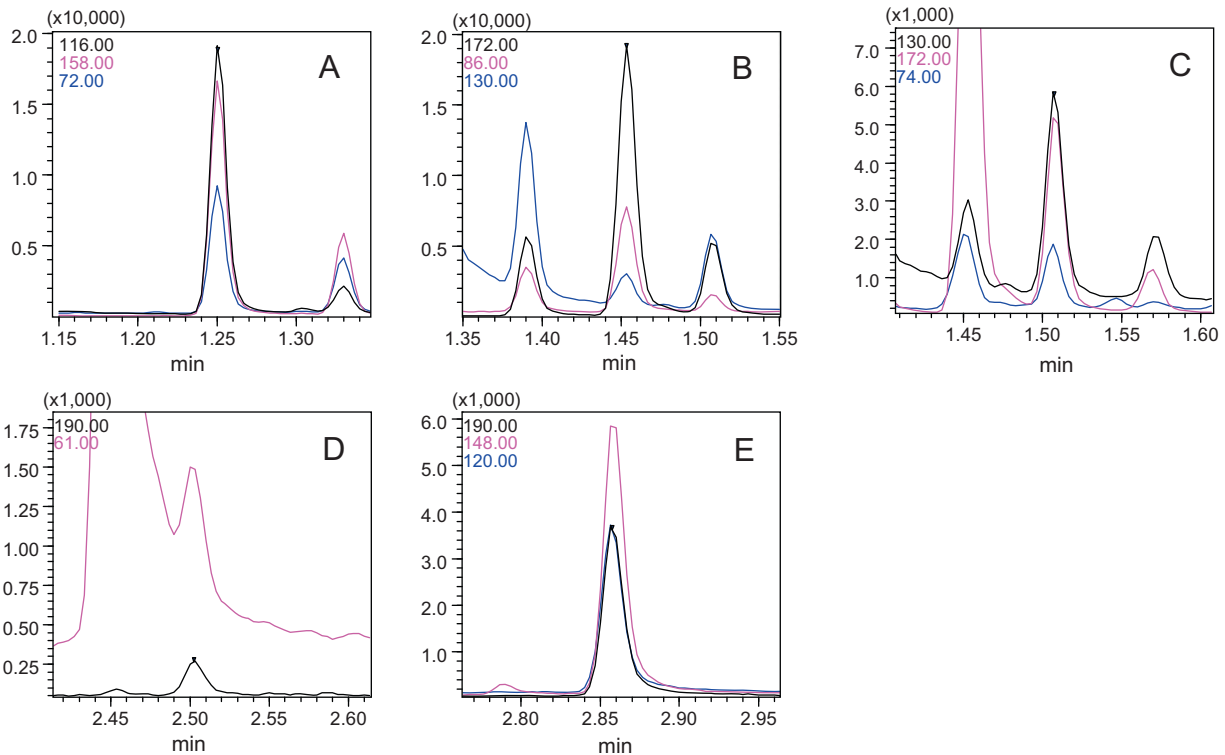 (x10,000)
116.00
158.00
72.00
A
2.0
1.5
1.0
0.5
1.15 1.20 1.25 1.30
min
(x10,000)
172.00
86.00
130.00
B
2.0
1.5
1.0
0.5
1.35 1.40 1.45 1.50 1.55
min
(x1,000)
130.00
172.00
74.00
C
7.0
6.0
5.0
4.0
3.0
2.0
1.0
1.45 1.50 1.55 1.60
min
(x1,000)
190.00
61.00
D
1.75
1.50
1.25
1.00
0.75
0.50
0.25
2.45 2.50 2.55 2.60
min
(x1,000)
190.00
148.00
120.00
E
6.0
5.0
4.0
3.0
2.0
1.0
2.80 2.85 2.90 2.95
min